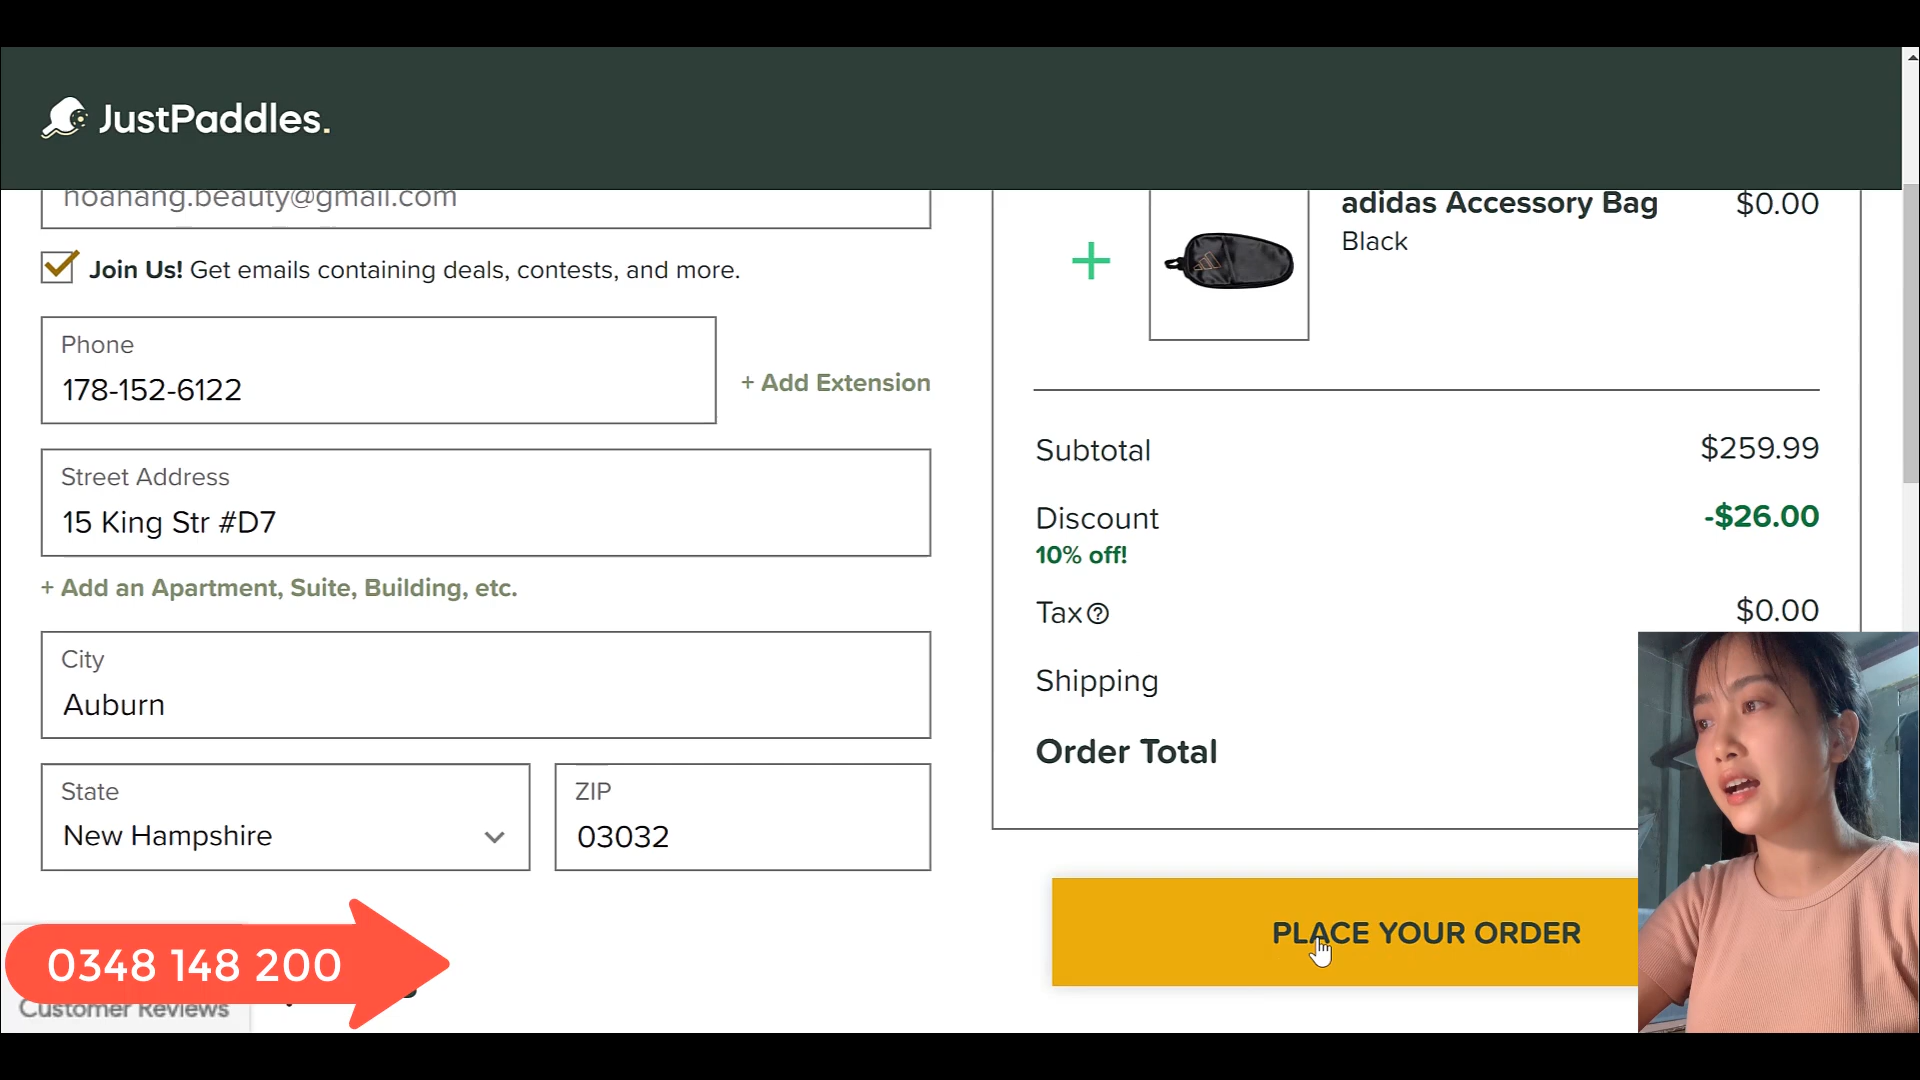 JustPaddles.
hoahang.beauty@gmail.com
Join Us! Get emails containing deals, contests, and more.
Phone
178-152-6122
+ Add Extension
Street Address
15 King Str #D7
+ Add an Apartment, Suite, Building, etc.
City
Auburn
State
New Hampshire
ZIP
03032
0348 148 200
Customer Reviews
adidas Accessory Bag
$0.00
Black
Subtotal
$259.99
Discount
-$26.00
10% off!
Tax
$0.00
Shipping
Order Total
PLACE YOUR ORDER